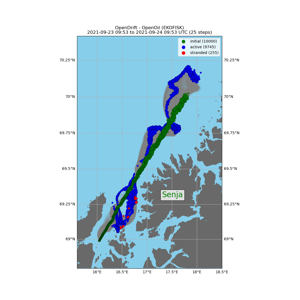 OpenDrift - OpenOil (EKOFISK)
2021-09-23 09:53 to 2021-09-24 09:53 UTC (25 steps)
initial (10000)
active (9745)
stranded (255)
70.25°N
70.25°N
70°N
70°N
69.75°N
69.75°N
69.5°N
69.5°N
Senja
69.25°N
69.25°N
69°N
69°N
16°E
16.5°E
17°E
17.5°E
18°E
18.5°E